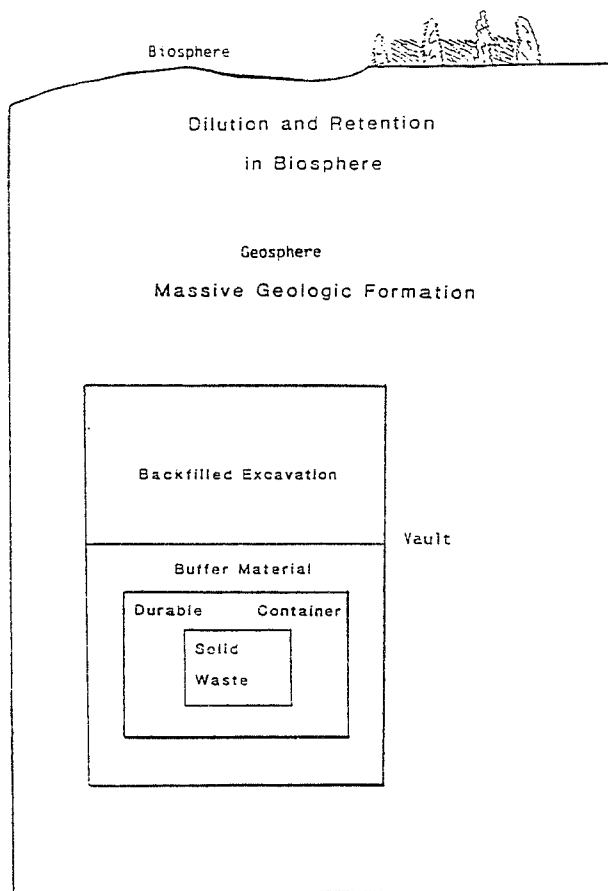 Biosphere
Dilution and Retention
in Biosphere
Geosphere
Massive Geologic Formation
Backfilled Excavation
Vault
Buffer Material
Durable Container
Solid
Waste